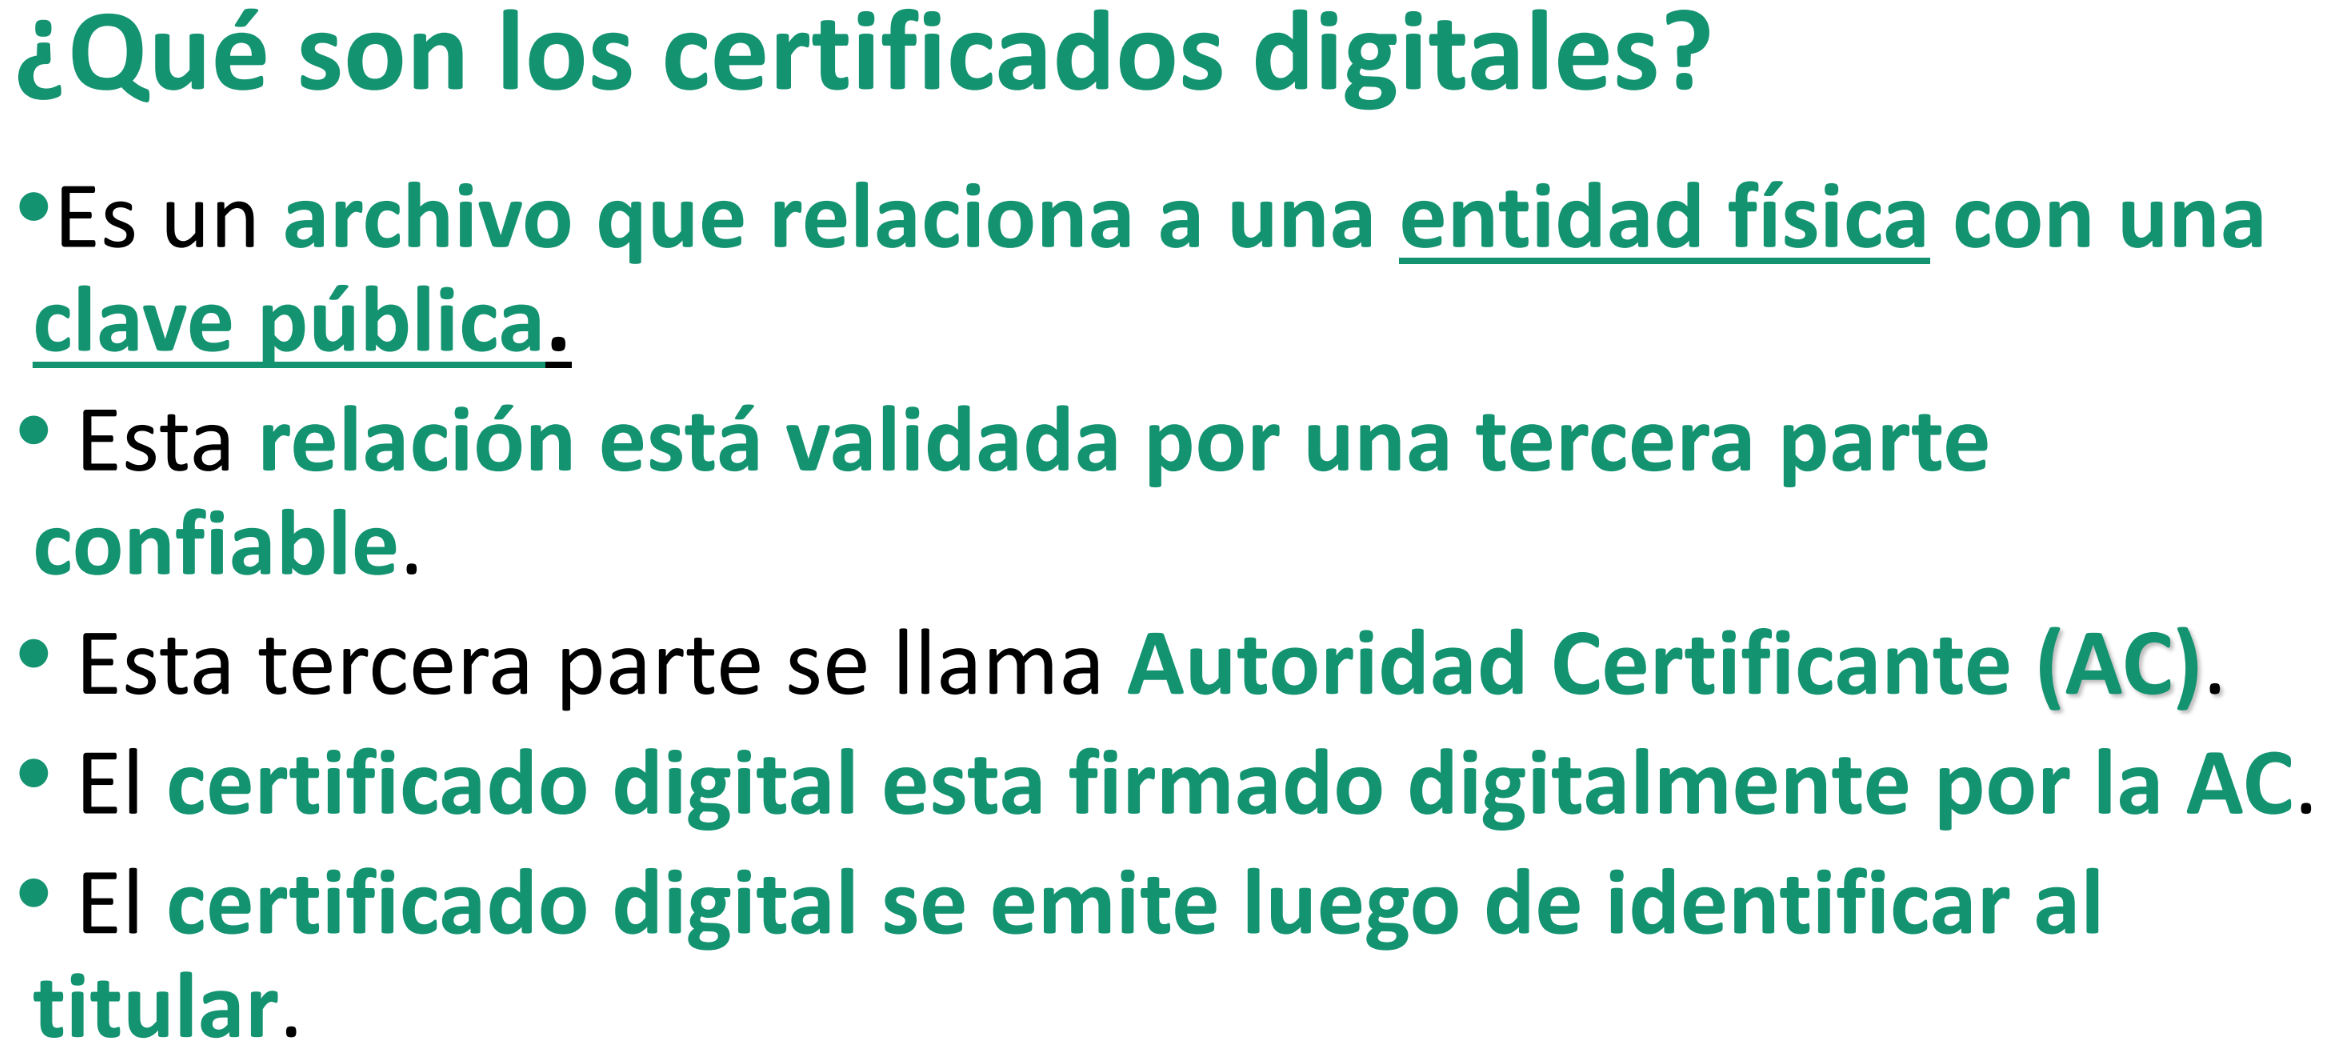 ¿Qué son los certificados digitales?
•Es un archivo que relaciona a una entidad física con una
clave pública.
• Esta relación está validada por una tercera parte
confiable.
• Esta tercera parte se llama Autoridad Certificante (AC).
• El certificado digital esta firmado digitalmente por la AC.
• El certificado digital se emite luego de identificar al
titular.